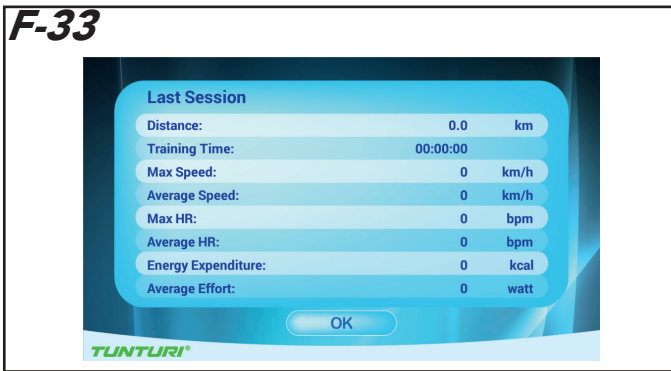 F-33
Last Session
Distance: 0.0 km
Training Time: 00:00:00
Max Speed: 0 km/h
Average Speed: 0 km/h
Max HR: 0 bpm
Average HR: 0 bpm
Energy Expenditure: 0 kcal
Average Effort: 0 watt
OK
TUNTURI®